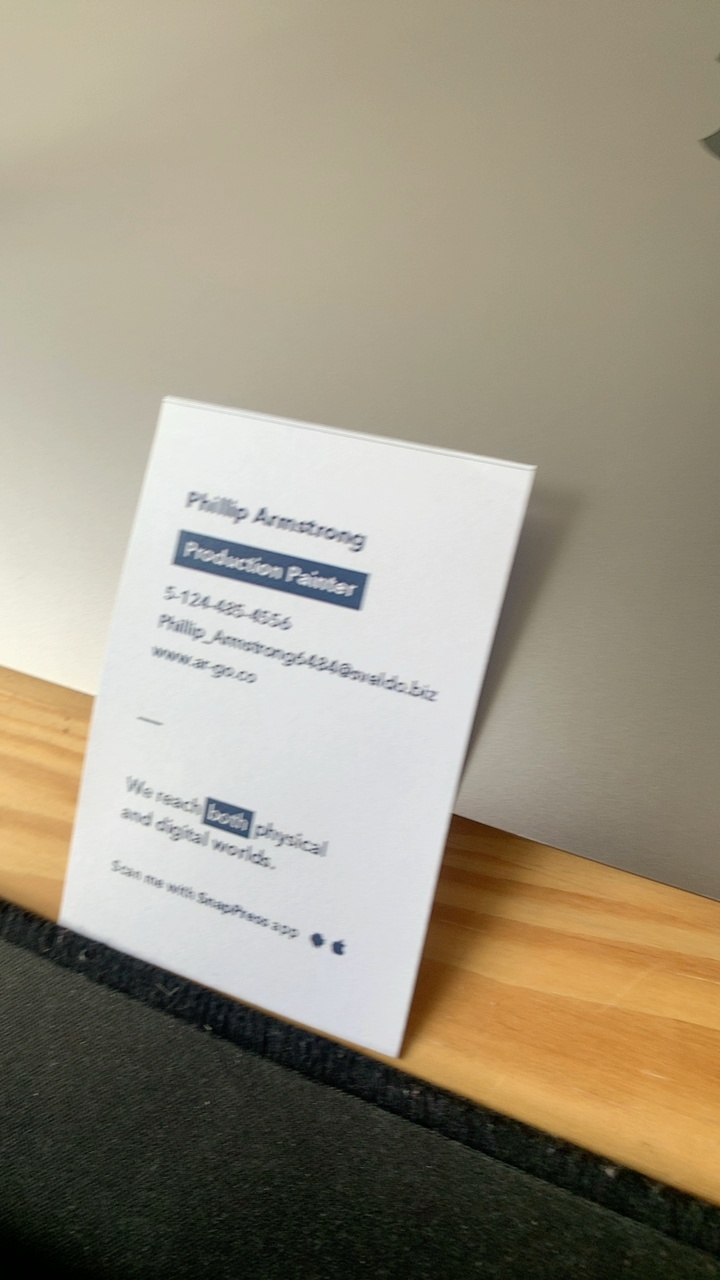 Phillip Armstrong
Production Painter
5-124-485-4556
Phillip_Armstrong6484@sveldo.biz
www.ar-go.co
We reach both physical
and digital worlds.
Scan me with SnapPress app